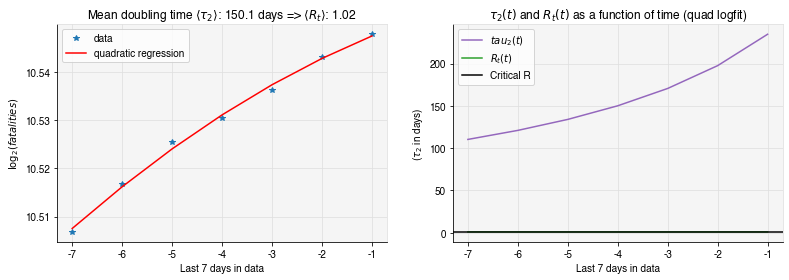 Mean doubling time ⟨τ₂⟩: 150.1 days => ⟨Rₜ⟩: 1.02
data
quadratic regression
log₂(fatalities)
10.54
10.53
10.52
10.51
-7 -6 -5 -4 -3 -2 -1
Last 7 days in data
τ₂(t) and Rₜ(t) as a function of time (quad logfit)
tau₂(t)
Rₜ(t)
Critical R
(τ₂ in days)
200
150
100
50
0
-7 -6 -5 -4 -3 -2 -1
Last 7 days in data